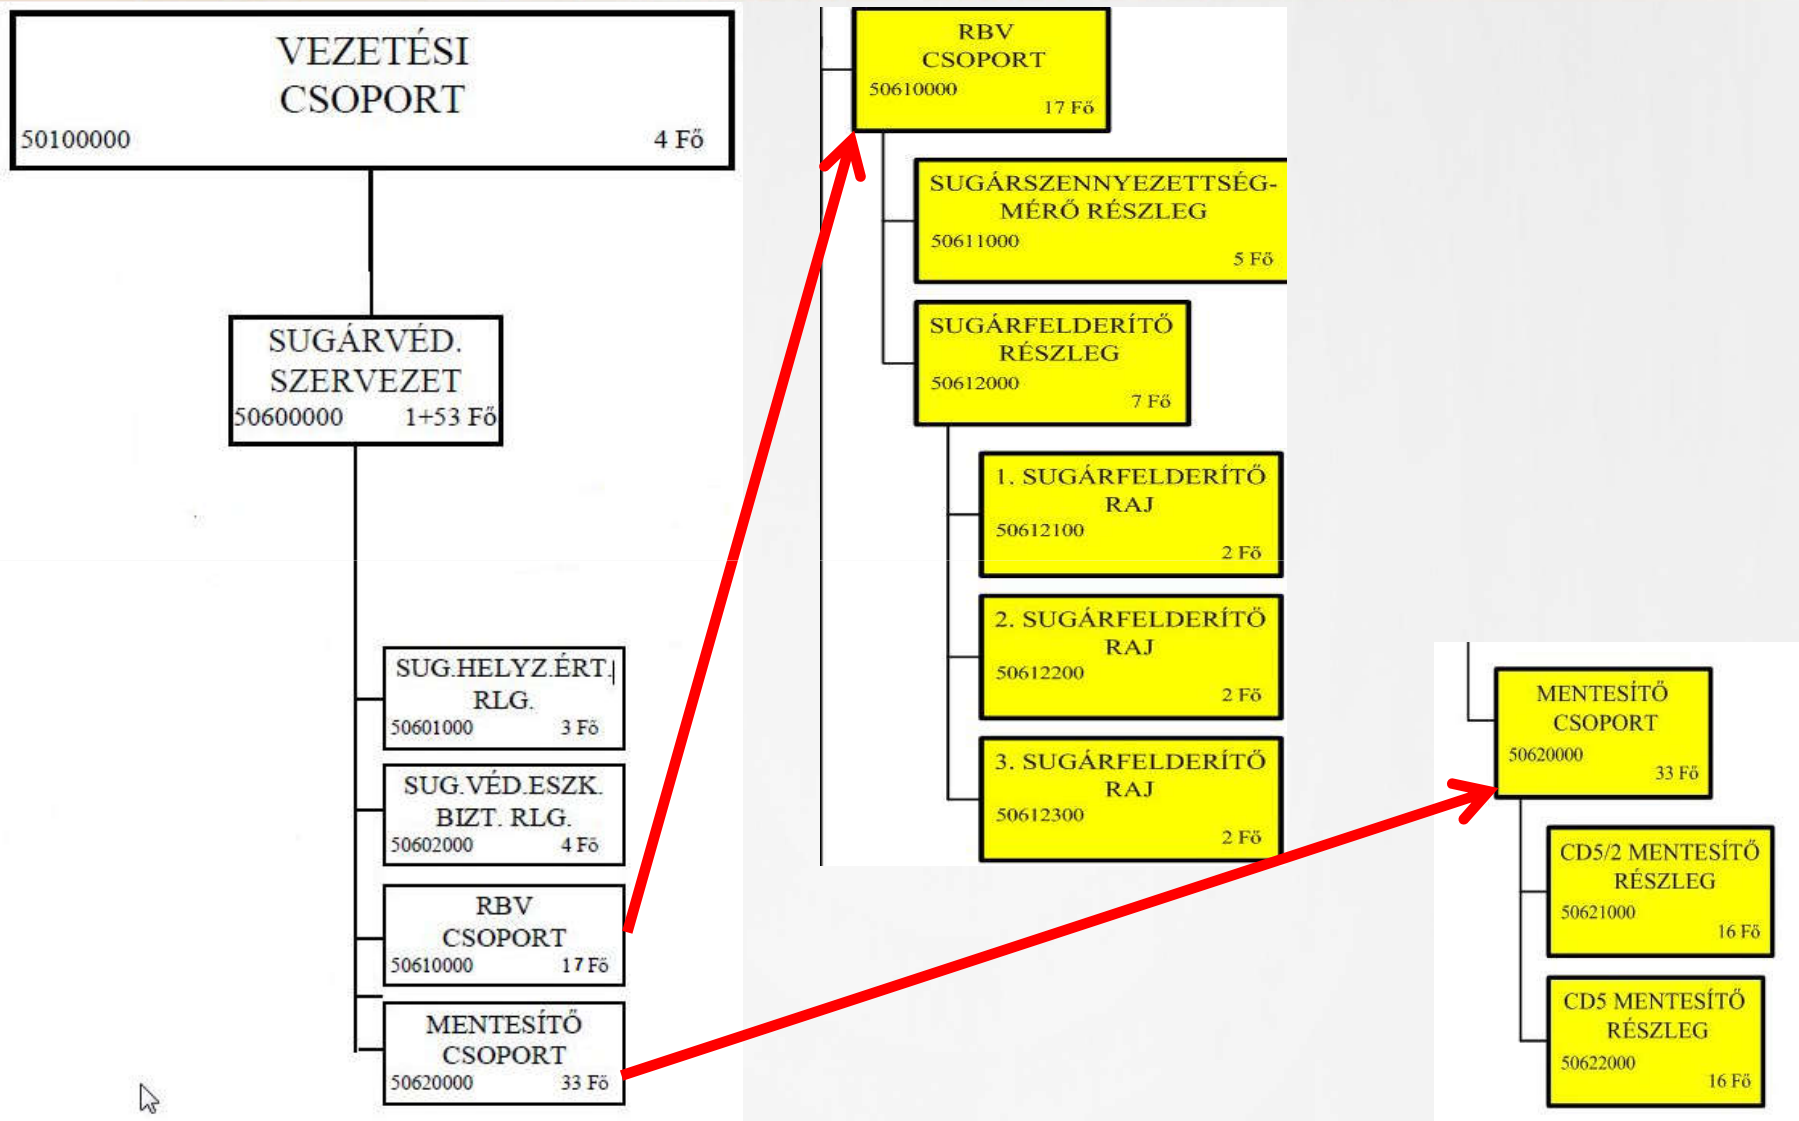 VEZETÉSI
CSOPORT
50100000 4 Fő
SUGÁRVÉD.
SZERVEZET
50600000 1+53 Fő
SUG.HELYZ.ÉRT.
RLG.
50601000 3 Fő
SUG.VÉD.ESZK.
BIZT. RLG.
50602000 4 Fő
RBV
CSOPORT
50610000 17 Fő
MENTESÍTŐ
CSOPORT
50620000 33 Fő
RBV
CSOPORT
50610000
17 Fő
SUGÁRSZENNYEZETTSÉG-
MÉRŐ RÉSZLEG
50611000
5 Fő
SUGÁRFELDERÍTŐ
RÉSZLEG
50612000
7 Fő
1. SUGÁRFELDERÍTŐ
RAJ
50612100
2 Fő
2. SUGÁRFELDERÍTŐ
RAJ
50612200
2 Fő
3. SUGÁRFELDERÍTŐ
RAJ
50612300
2 Fő
MENTESÍTŐ
CSOPORT
50620000
33 Fő
CD5/2 MENTESÍTŐ
RÉSZLEG
50621000
16 Fő
CD5 MENTESÍTŐ
RÉSZLEG
50622000
16 Fő